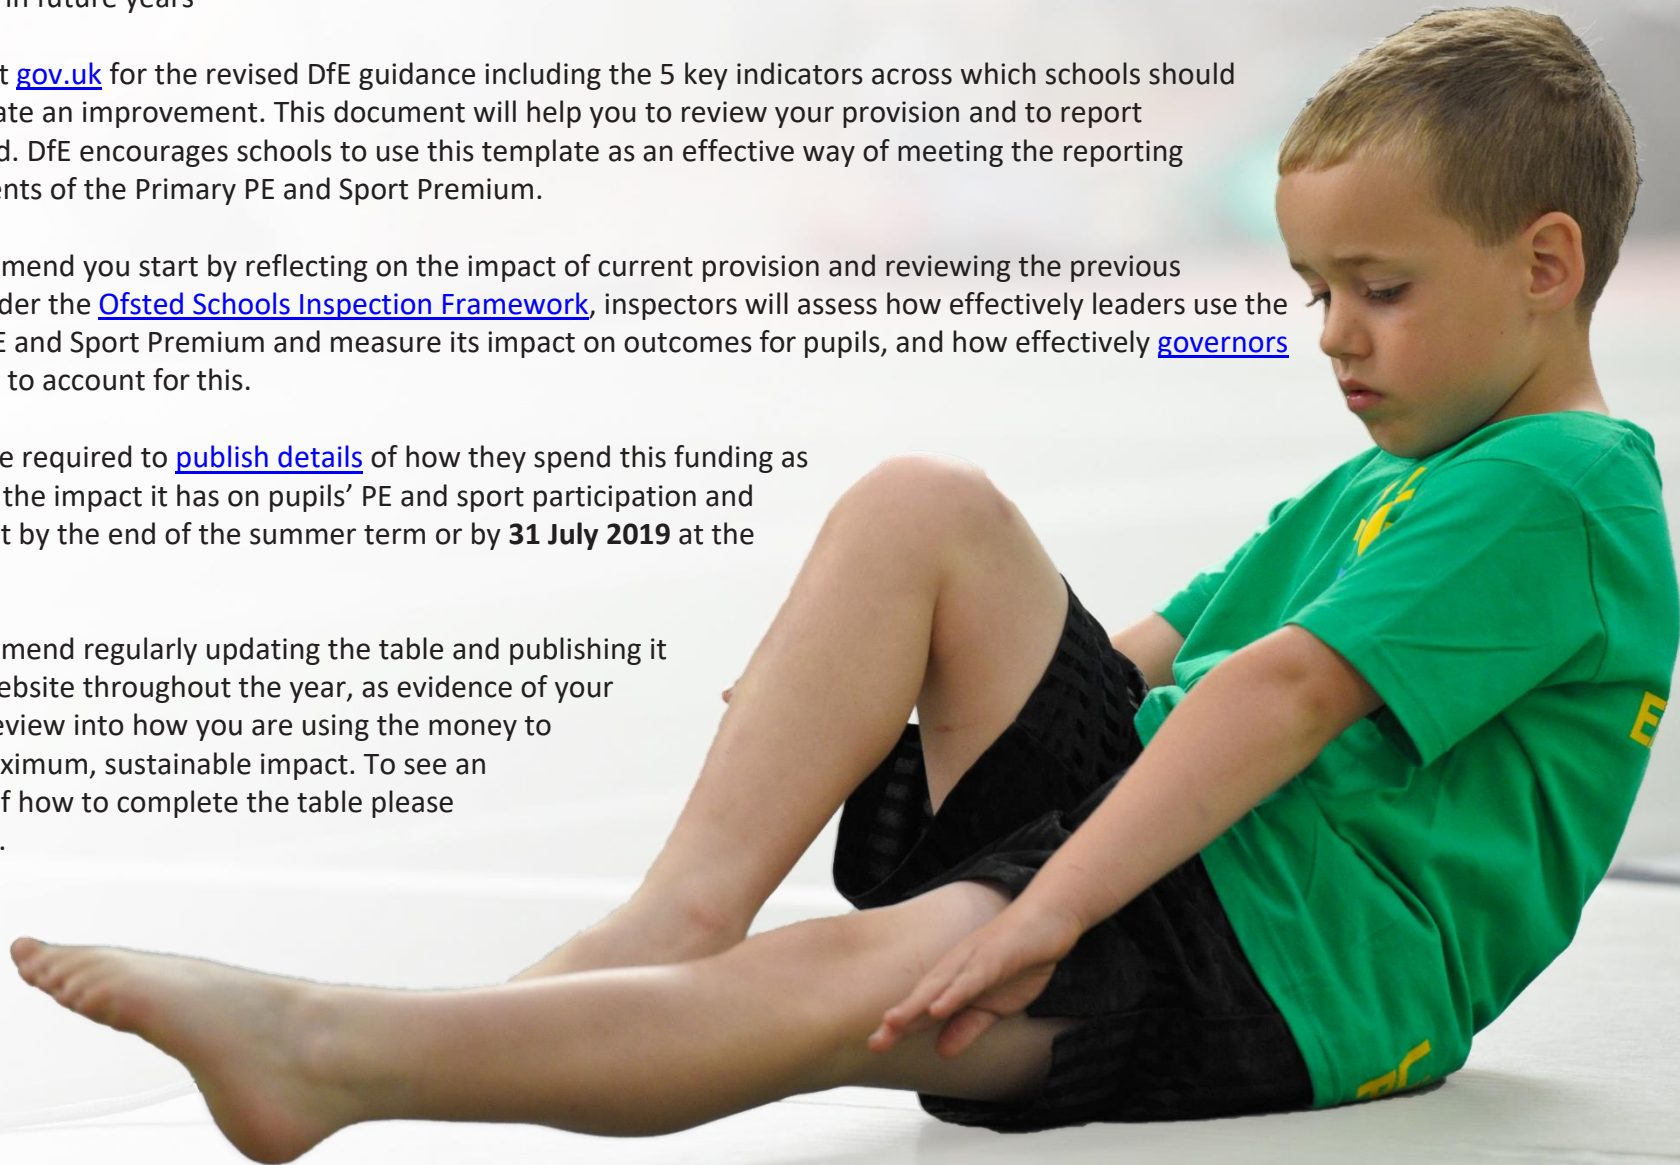 in future years
t gov.uk for the revised DfE guidance including the 5 key indicators across which schools should
ate an improvement. This document will help you to review your provision and to report
d. DfE encourages schools to use this template as an effective way of meeting the reporting
ents of the Primary PE and Sport Premium.
mend you start by reflecting on the impact of current provision and reviewing the previous
der the Ofsted Schools Inspection Framework, inspectors will assess how effectively leaders use the
E and Sport Premium and measure its impact on outcomes for pupils, and how effectively governors
to account for this.
e required to publish details of how they spend this funding as
the impact it has on pupils’ PE and sport participation and
t by the end of the summer term or by 31 July 2019 at the
mend regularly updating the table and publishing it
ebsite throughout the year, as evidence of your
eview into how you are using the money to
ximum, sustainable impact. To see an
f how to complete the table please
.